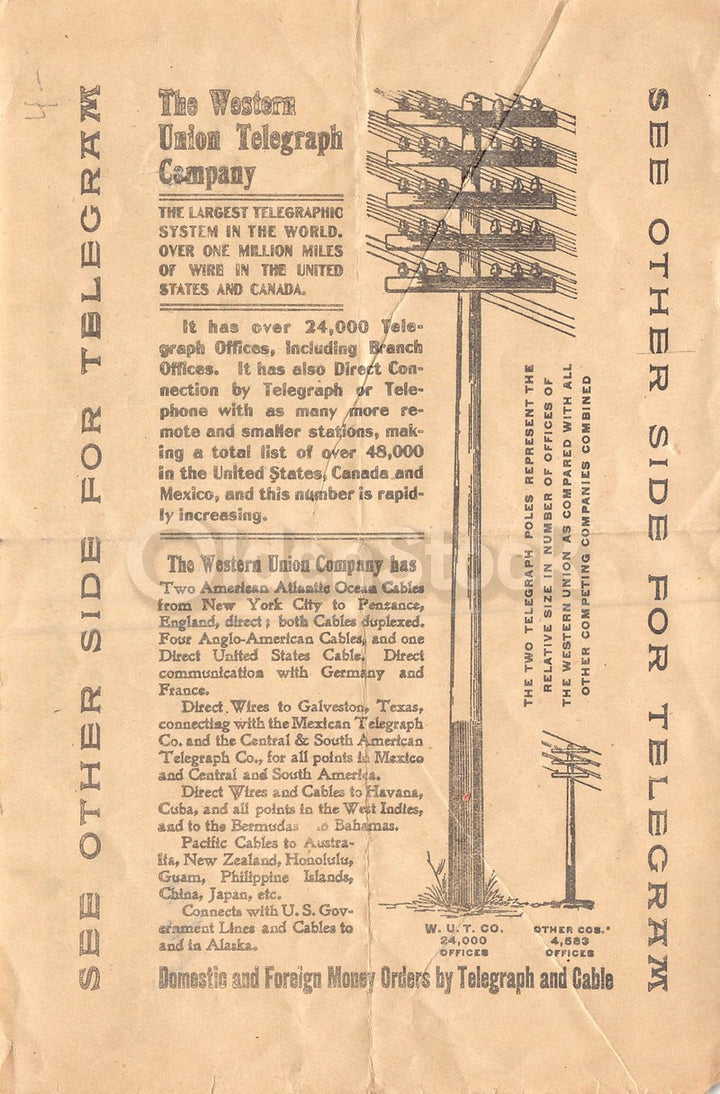 SEE OTHER SIDE FOR TELEGRAM
The Western
Union Telegraph
Company
THE LARGEST TELEGRAPHIC
SYSTEM IN THE WORLD.
OVER ONE MILLION MILES
OF WIRE IN THE UNITED
STATES AND CANADA.
It has over 24,000 Tele-
graph Offices, including Branch
Offices. It has also Direct Con-
nection by Telegraph or Tele-
phone with as many more re-
mote and smaller stations, mak-
ing a total list of over 48,000
in the United States, Canada and
Mexico, and this number is rapid-
ly increasing.
The Western Union Company has
Two American Atlantic Ocean Cables
from New York City to Penzance,
England, direct; both Cables duplexed.
Four Anglo-American Cables, and one
Direct United States Cable. Direct
communication with Germany and
France.
Direct Wires to Galveston, Texas,
connecting with the Mexican Telegraph
Co. and the Central & South American
Telegraph Co., for all points in Mexico
and Central and South America.
Direct Wires and Cables to Havana,
Cuba, and all points in the West Indies,
and to the Bermudas Bahamas.
Pacific Cables to Austra-
lia, New Zealand, Honolulu,
Guam, Philippine Islands,
China, Japan, etc.
Connects with U. S. Gov-
ernment Lines and Cables to
and in Alaska.
THE TWO TELEGRAPH POLES REPRESENT THE
RELATIVE SIZE IN NUMBER OF OFFICES OF
THE WESTERN UNION AS COMPARED WITH ALL
OTHER COMPETING COMPANIES COMBINED
W. U. T. CO.
24,000
OFFICES
OTHER COS.
4,583
OFFICES
Domestic and Foreign Money Orders by Telegraph and Cable
SEE OTHER SIDE FOR TELEGRAM